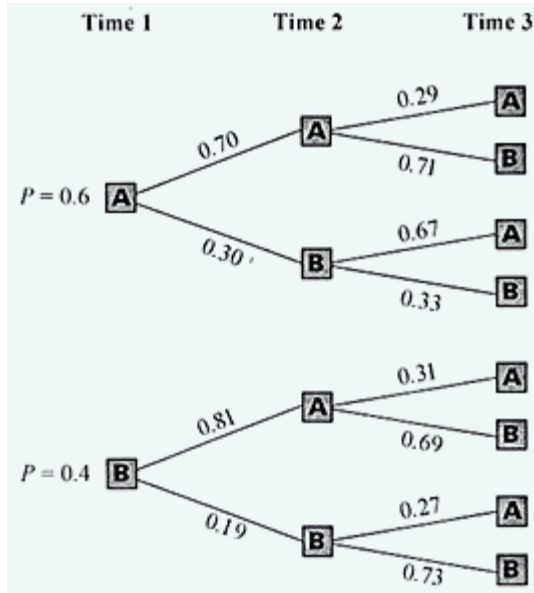 Time 1 Time 2 Time 3
0.29 A
0.70 A
0.71 B
P = 0.6 A
0.67 A
0.30 B
0.33 B
0.31 A
0.81 A
0.69 B
P = 0.4 B
0.27 A
0.19 B
0.73 B